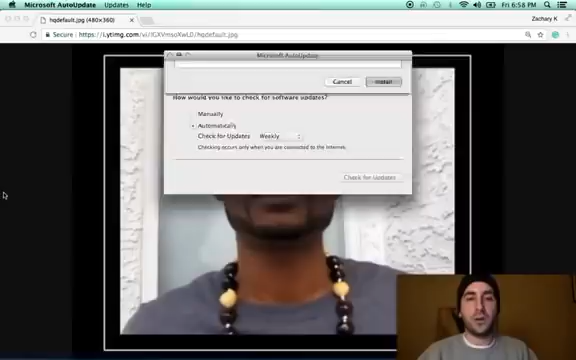 Microsoft AutoUpdate Updates Help
Fri 6:58 PM
hqdefault.jpg (480×360)
Zachary K
Secure https://i.ytimg.com/vi/
hqdefault.jpg
Microsoft AutoUpdate
Cancel
Install
How would you like to check for software updates?
Manually
Automatically
Check for Updates Weekly
Checking occurs only when you are connected to the Internet.
Check for Updates